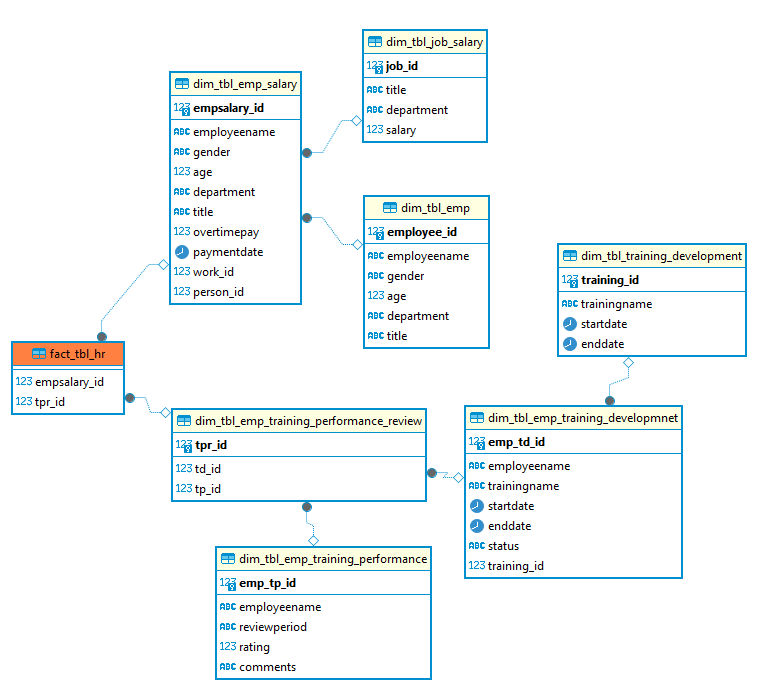 dim_tbl_job_salary
123 job_id
ABC title
ABC department
123 salary
dim_tbl_emp_salary
123 empsalary_id
ABC employeename
ABC gender
123 age
ABC department
ABC title
123 overtimepay
paymentdate
123 work_id
123 person_id
dim_tbl_emp
123 employee_id
ABC employeename
ABC gender
123 age
ABC department
ABC title
dim_tbl_training_development
123 training_id
ABC trainingname
startdate
enddate
fact_tbl_hr
123 empsalary_id
123 tpr_id
dim_tbl_emp_training_performance_review
123 tpr_id
123 td_id
123 tp_id
dim_tbl_emp_training_developmnet
123 emp_td_id
ABC employeename
ABC trainingname
startdate
enddate
ABC status
123 training_id
dim_tbl_emp_training_performance
123 emp_tp_id
ABC employeename
ABC reviewperiod
123 rating
ABC comments